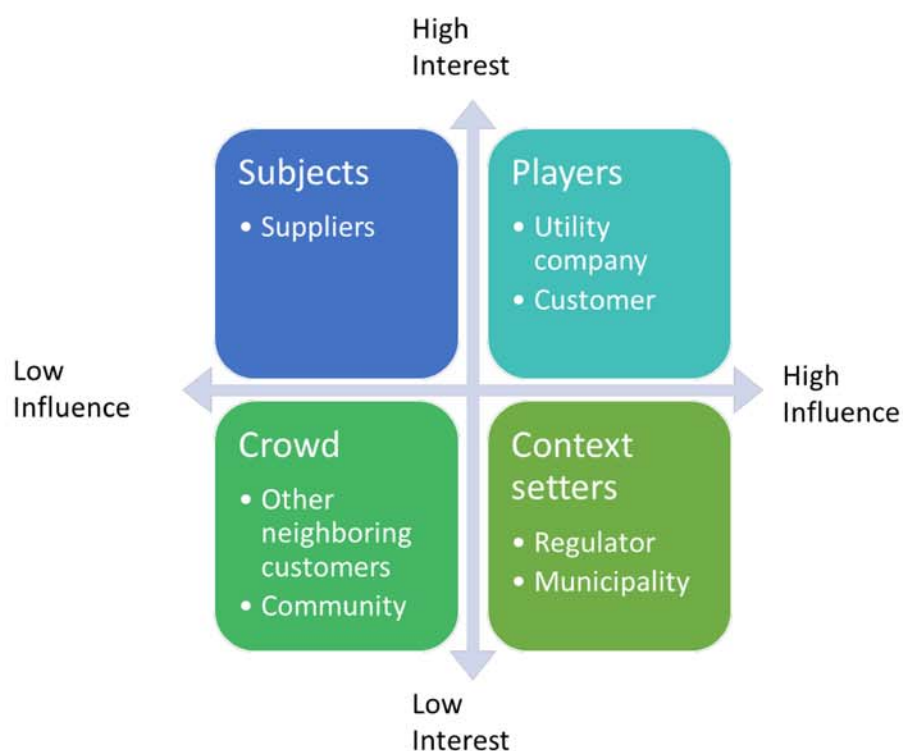 High
Interest
Subjects
• Suppliers
Players
• Utility
company
• Customer
Low
Influence
High
Influence
Crowd
• Other
neighboring
customers
• Community
Context
setters
• Regulator
• Municipality
Low
Interest